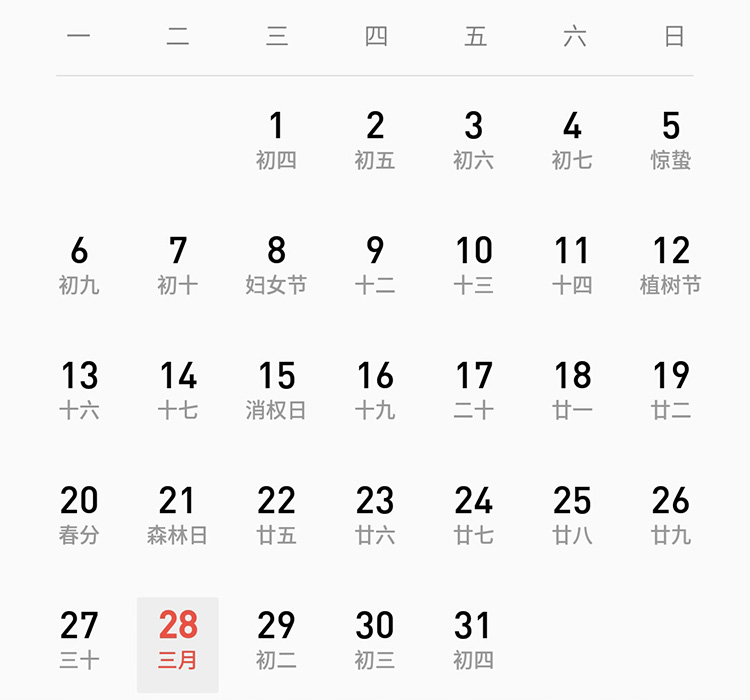 一 二 三 四 五 六 日
1 2 3 4 5
初四 初五 初六 初七 惊蛰
6 7 8 9 10 11 12
初九 初十 妇女节 十二 十三 十四 植树节
13 14 15 16 17 18 19
十六 十七 消权日 十九 二十 廿一 廿二
20 21 22 23 24 25 26
春分 森林日 廿五 廿六 廿七 廿八 廿九
27 28 29 30 31
三十 三月 初二 初三 初四